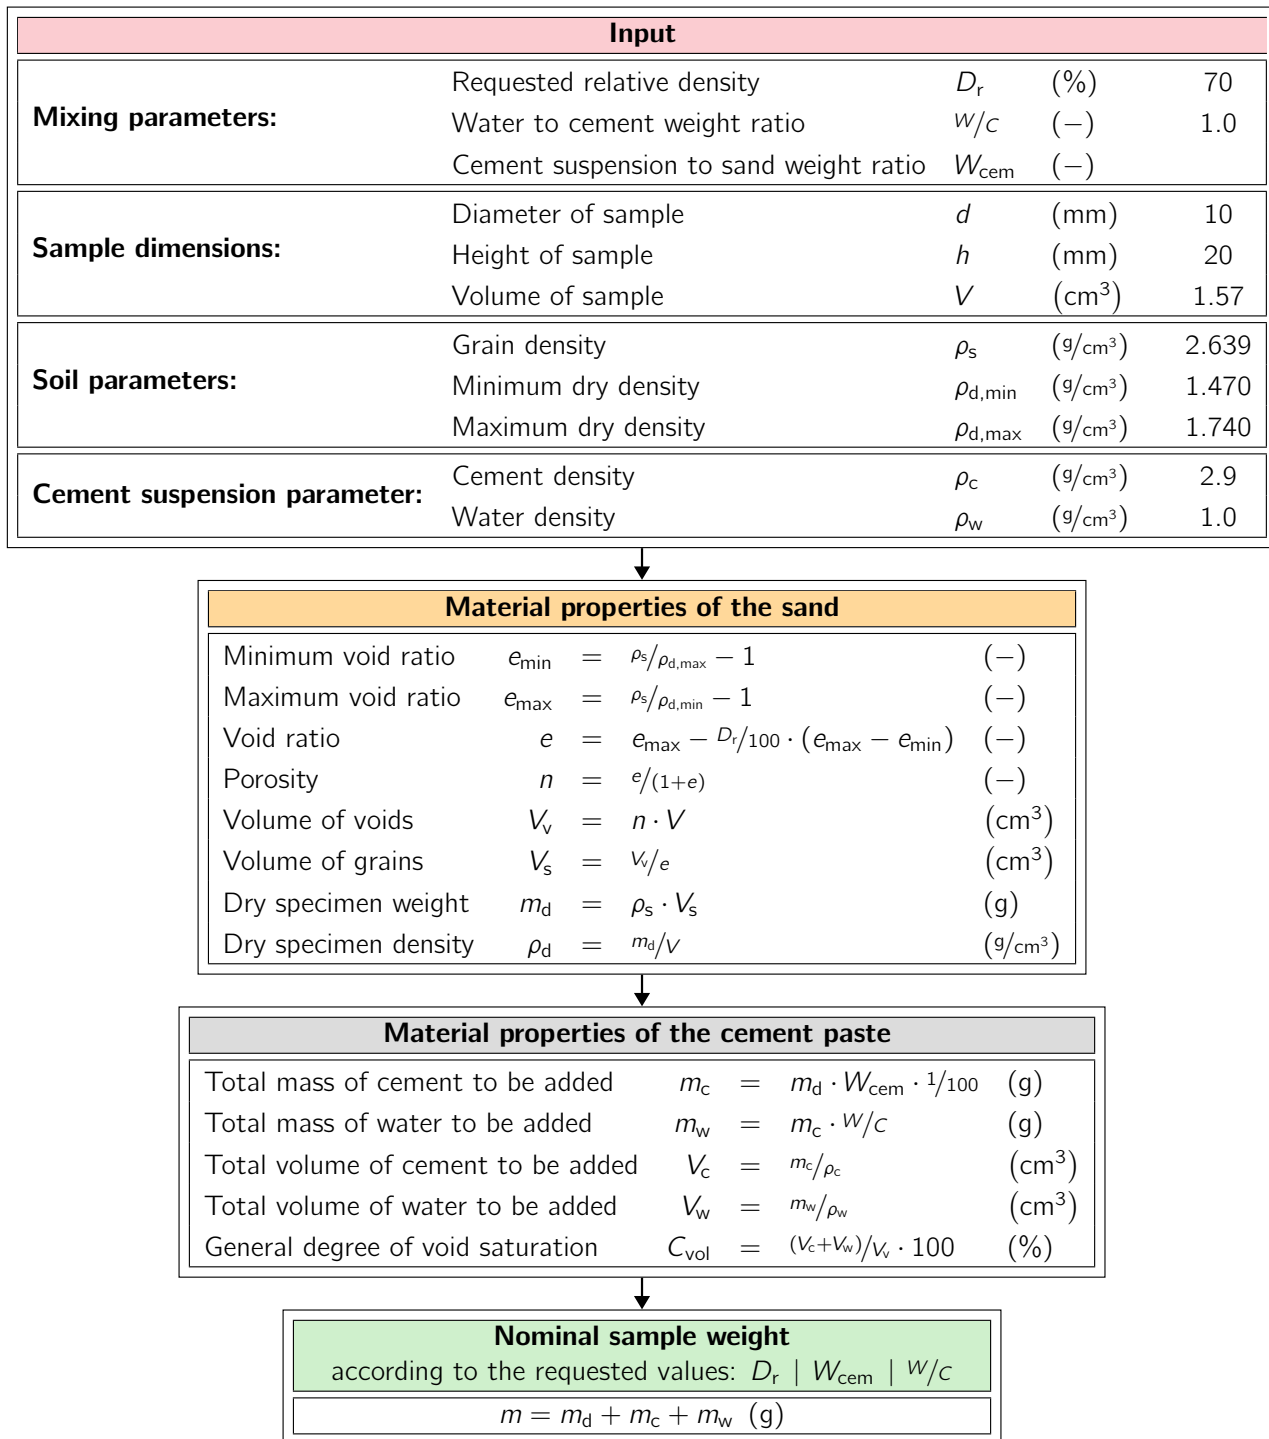 Input
Mixing parameters:
Requested relative density D_r (%) 70
Water to cement weight ratio W/C (−) 1.0
Cement suspension to sand weight ratio W_cem (−)
Sample dimensions:
Diameter of sample d (mm) 10
Height of sample h (mm) 20
Volume of sample V (cm³) 1.57
Soil parameters:
Grain density ρ_s (g/cm³) 2.639
Minimum dry density ρ_d,min (g/cm³) 1.470
Maximum dry density ρ_d,max (g/cm³) 1.740
Cement suspension parameter:
Cement density ρ_c (g/cm³) 2.9
Water density ρ_w (g/cm³) 1.0
Material properties of the sand
Minimum void ratio e_min = ρ_s/ρ_d,max − 1 (−)
Maximum void ratio e_max = ρ_s/ρ_d,min − 1 (−)
Void ratio e = e_max − D_r/100 · (e_max − e_min) (−)
Porosity n = e/(1+e) (−)
Volume of voids V_v = n · V (cm³)
Volume of grains V_s = V_v/e (cm³)
Dry specimen weight m_d = ρ_s · V_s (g)
Dry specimen density ρ_d = m_d/V (g/cm³)
Material properties of the cement paste
Total mass of cement to be added m_c = m_d · W_cem · 1/100 (g)
Total mass of water to be added m_w = m_c · W/C (g)
Total volume of cement to be added V_c = m_c/ρ_c (cm³)
Total volume of water to be added V_w = m_w/ρ_w (cm³)
General degree of void saturation C_vol = (V_c+V_w)/V_v · 100 (%)
Nominal sample weight
according to the requested values: D_r | W_cem | W/C
m = m_d + m_c + m_w (g)